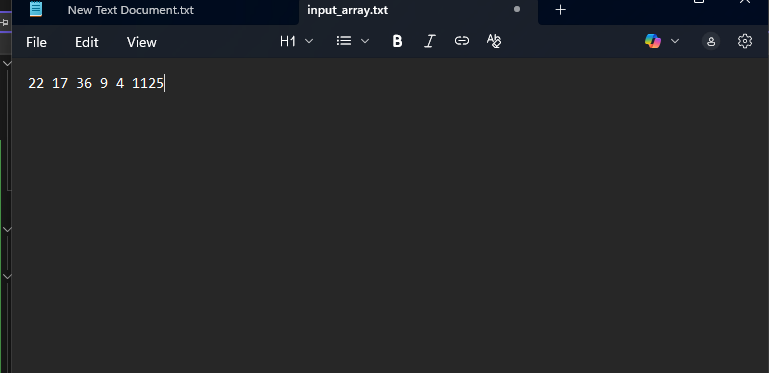 New Text Document.txt
input_array.txt
File Edit View H1 B I
22 17 36 9 4 1125